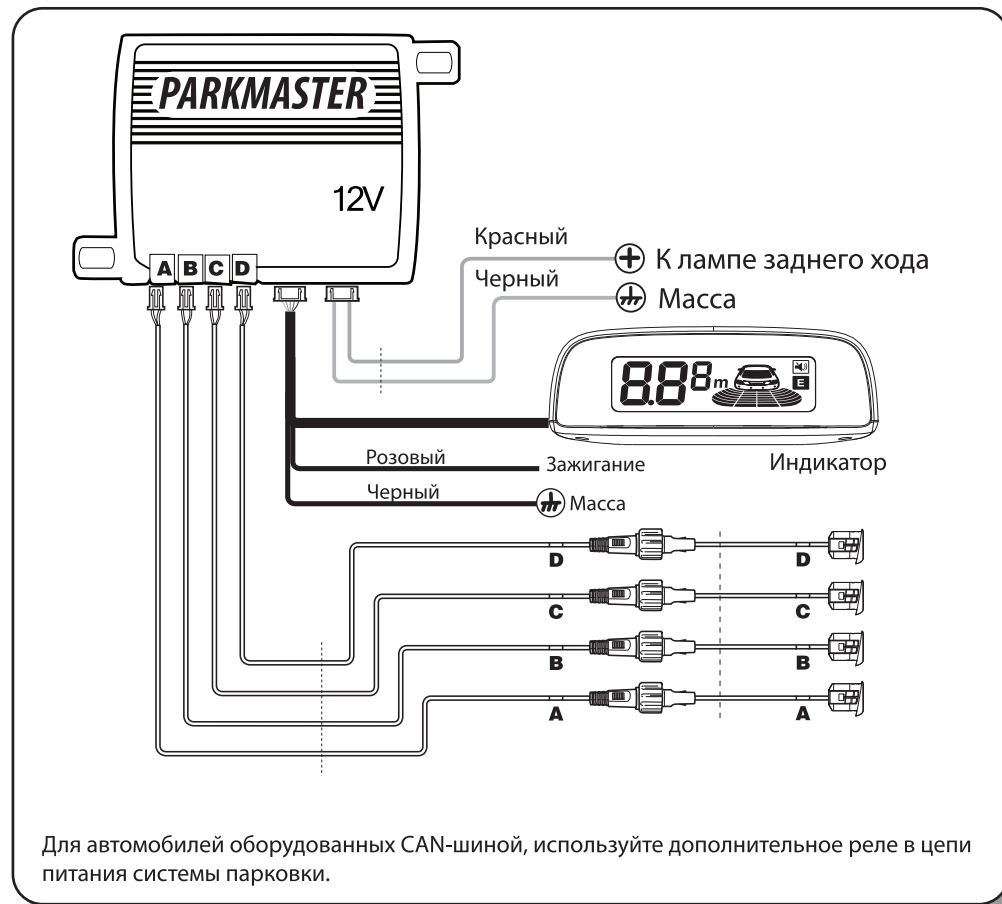 PARKMASTER
12V
A B C D
Красный
К лампе заднего хода
Черный
Масса
8.8 8 m
E
Индикатор
Розовый
Зажигание
Черный
Масса
D D
C C
B B
A A
Для автомобилей оборудованных CAN-шиной, используйте дополнительное реле в цепи
питания системы парковки.